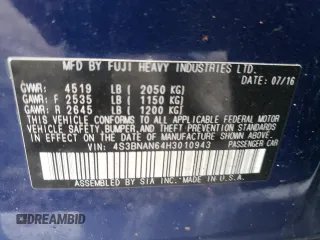 MFD BY FUJI HEAVY INDUSTRIES LTD.
DATE: 07/16
GVWR: 4519 LB ( 2050 KG)
GAWR: F 2535 LB ( 1150 KG)
GAWR: R 2645 LB ( 1200 KG)
THIS VEHICLE CONFORMS TO ALL APPLICABLE FEDERAL MOTOR
VEHICLE SAFETY, BUMPER, AND THEFT PREVENTION STANDARDS
IN EFFECT ON THE DATE OF MANUFACTURE SHOWN ABOVE.
VIN: 4S3BNAN64H3010943
PASSENGER CAR
ASSEMBLED BY SIA INC., MADE IN U.S.A.
DREAMBID